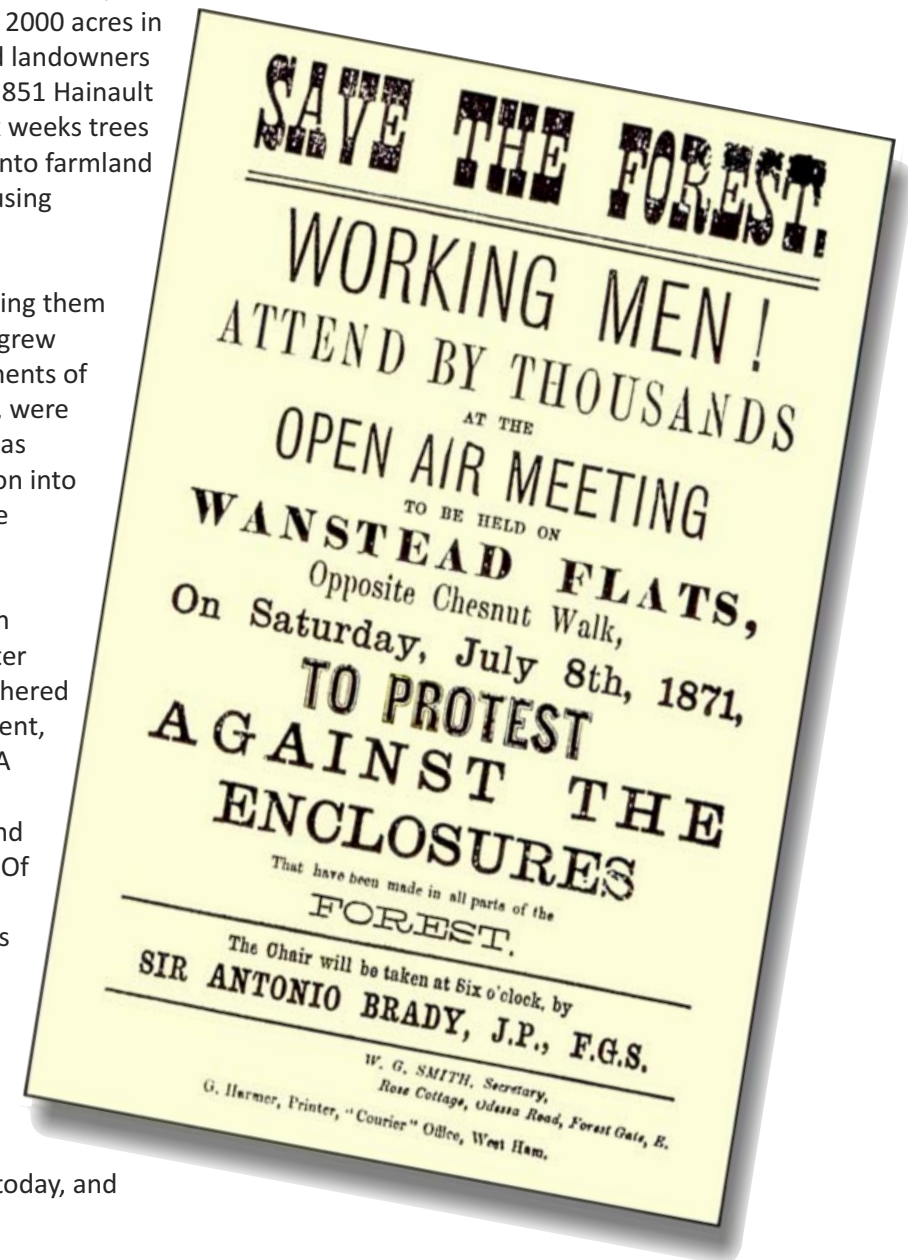 2000 acres in
landowners
851 Hainault
weeks trees
nto farmland
using
ing them
grew
ents of
were
as
on into
e
n
ter
hered
ent,
A
nd
Of
s
today, and
SAVE THE FOREST.
WORKING MEN !
ATTEND BY THOUSANDS
AT THE
OPEN AIR MEETING
TO BE HELD ON
WANSTEAD FLATS,
Opposite Chesnut Walk,
On Saturday, July 8th, 1871,
TO PROTEST
AGAINST THE
ENCLOSURES
That have been made in all parts of the
FOREST.
The Chair will be taken at Six o'clock, by
SIR ANTONIO BRADY, J.P., F.G.S.
W. G. SMITH, Secretary,
Rose Cottage, Odessa Road, Forest Gate, E.
G. Harmer, Printer, "Courier" Office, West Ham.